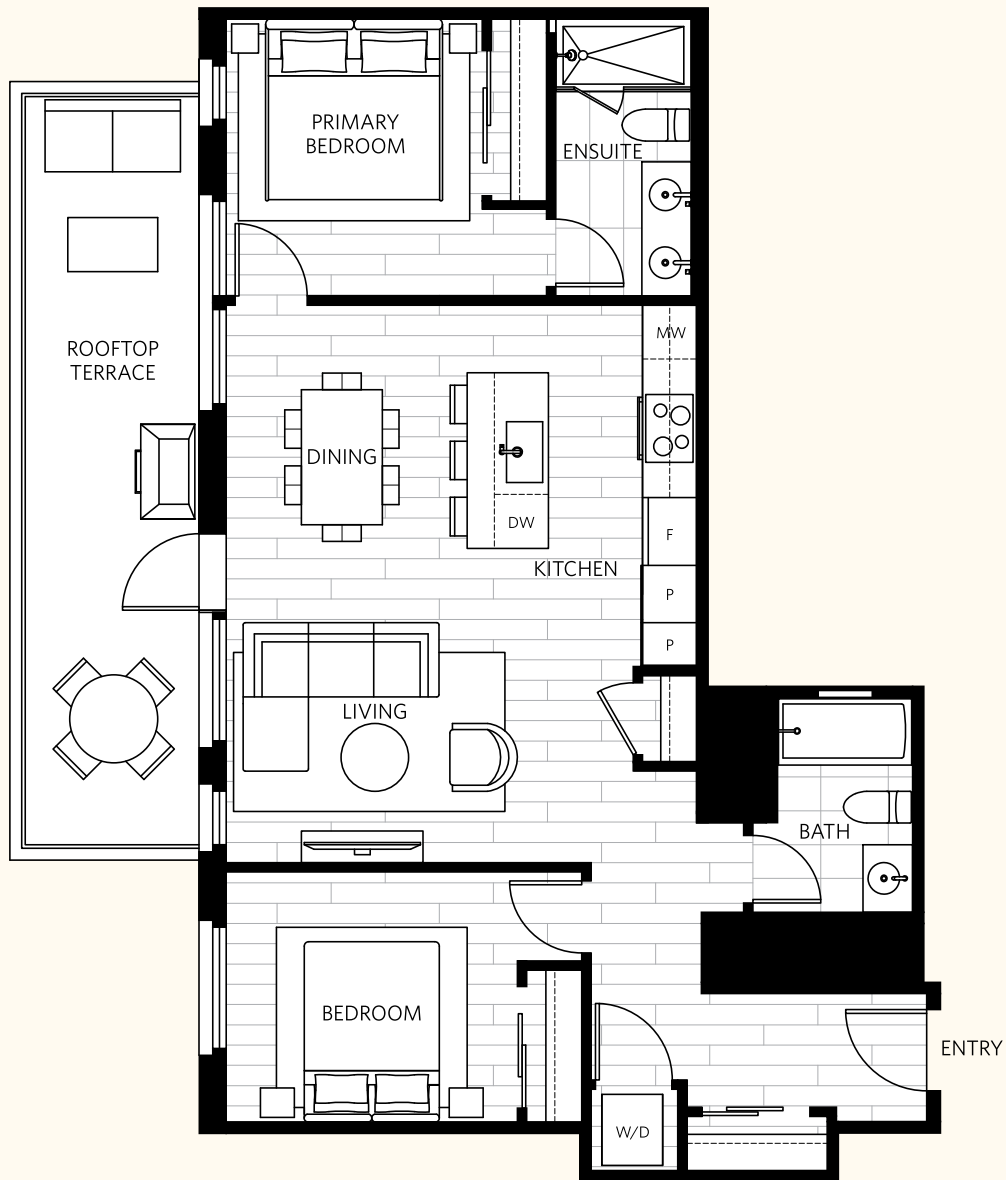 PRIMARY
BEDROOM
ENSUITE
MW
ROOFTOP
TERRACE
DINING
DW
F
KITCHEN
P
P
LIVING
BATH
BEDROOM
ENTRY
W/D